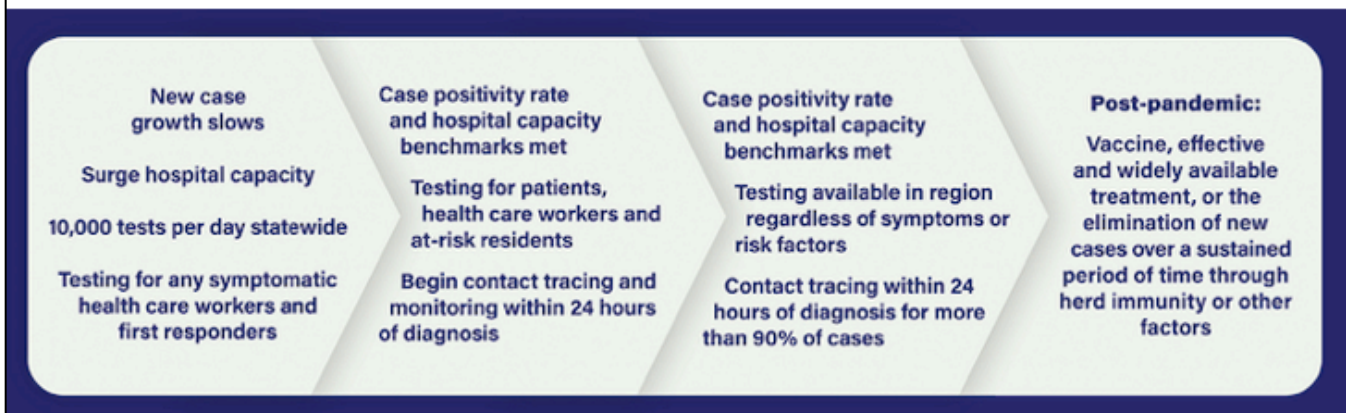 New case
growth slows
Surge hospital capacity
10,000 tests per day statewide
Testing for any symptomatic
health care workers and
first responders
Case positivity rate
and hospital capacity
benchmarks met
Testing for patients,
health care workers and
at-risk residents
Begin contact tracing and
monitoring within 24 hours
of diagnosis
Case positivity rate
and hospital capacity
benchmarks met
Testing available in region
regardless of symptoms or
risk factors
Contact tracing within 24
hours of diagnosis for more
than 90% of cases
Post-pandemic:
Vaccine, effective
and widely available
treatment, or the
elimination of new
cases over a sustained
period of time through
herd immunity or other
factors